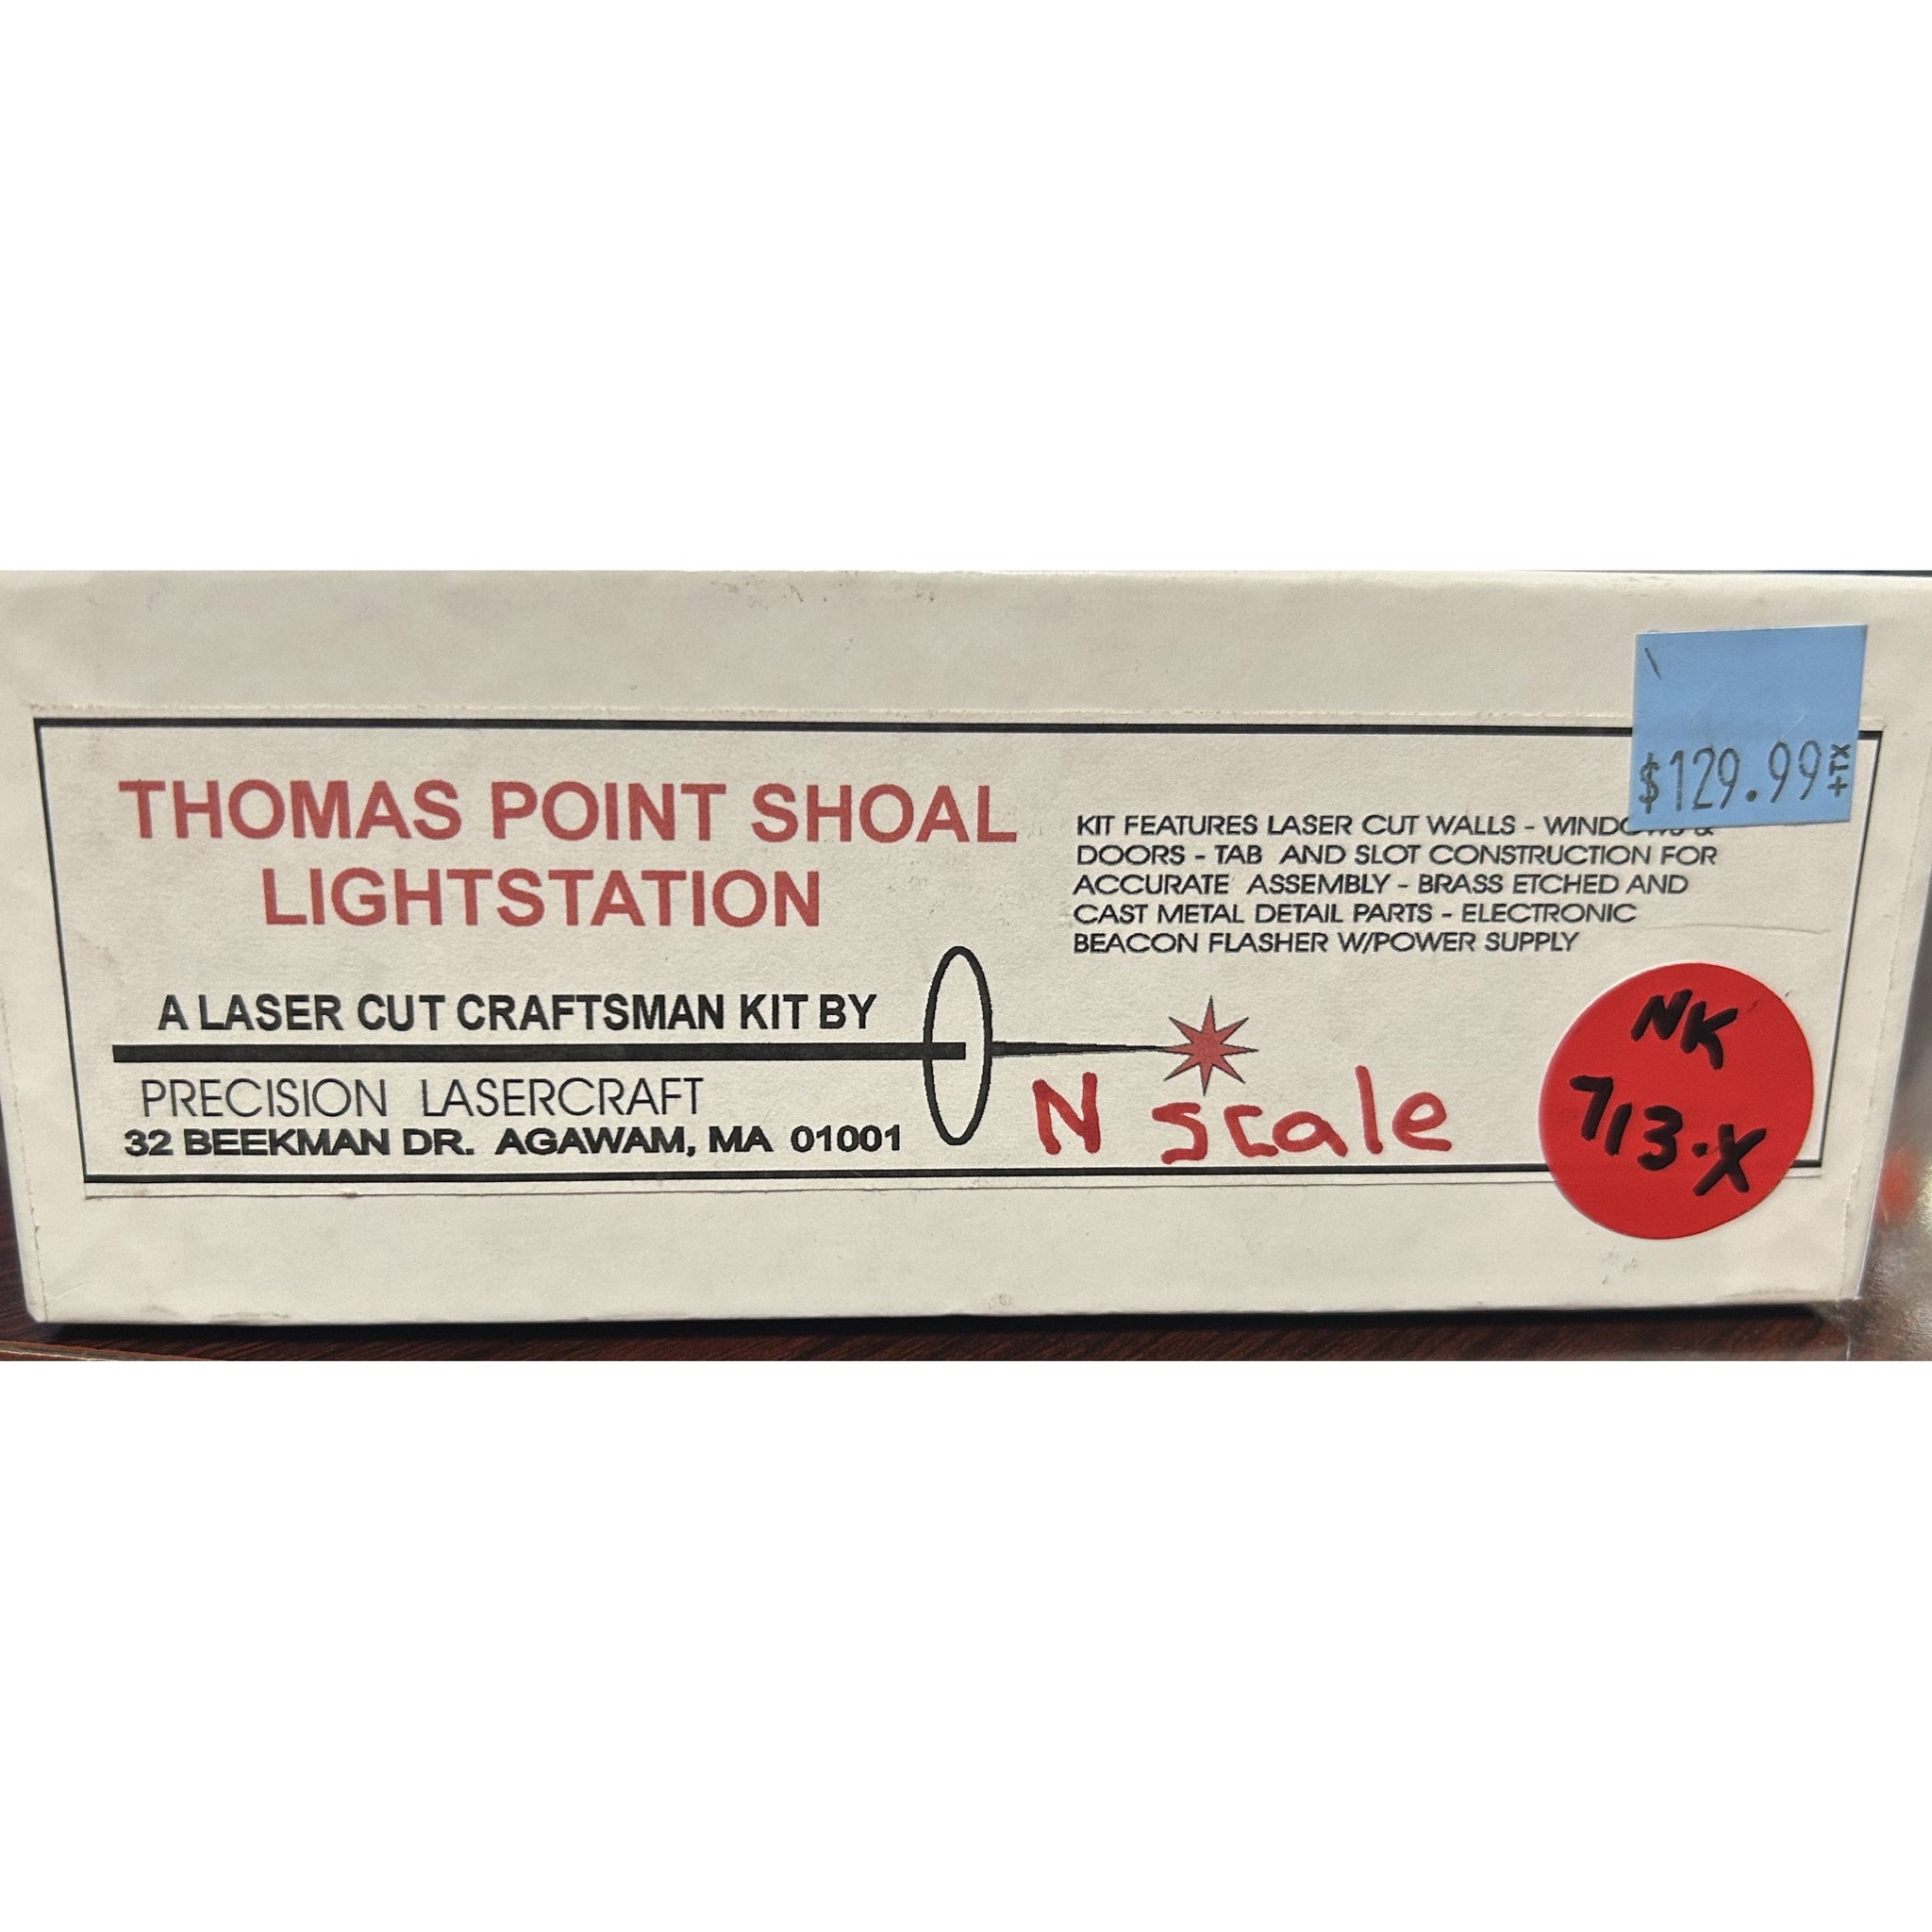 $129.99 +TX
THOMAS POINT SHOAL
LIGHTSTATION
A LASER CUT CRAFTSMAN KIT BY
PRECISION LASERCRAFT
32 BEEKMAN DR. AGAWAM, MA 01001
KIT FEATURES LASER CUT WALLS - WINDOWS &
DOORS - TAB AND SLOT CONSTRUCTION FOR
ACCURATE ASSEMBLY - BRASS ETCHED AND
CAST METAL DETAIL PARTS - ELECTRONIC
BEACON FLASHER W/POWER SUPPLY
N scale
NK
713.X